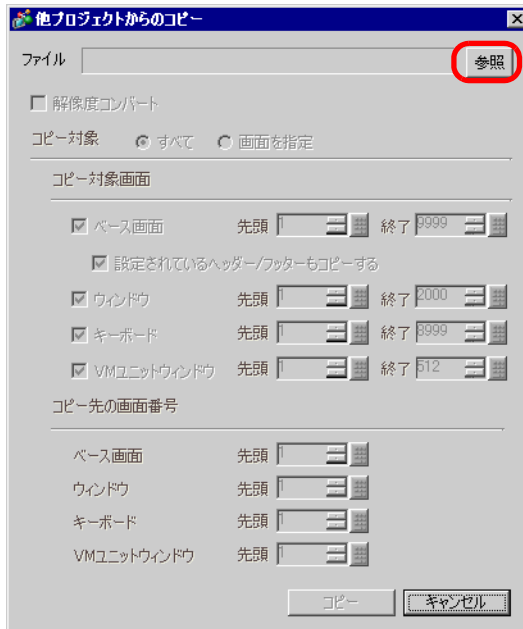 他プロジェクトからのコピー
ファイル 参照
解像度コンバート
コピー対象 すべて 画面を指定
コピー対象画面
ベース画面 先頭 1 終了 9999
設定されているヘッダー/フッターもコピーする
ウィンドウ 先頭 1 終了 2000
キーボード 先頭 1 終了 8999
VMユニットウィンドウ 先頭 1 終了 512
コピー先の画面番号
ベース画面 先頭 1
ウィンドウ 先頭 1
キーボード 先頭 1
VMユニットウィンドウ 先頭 1
コピー キャンセル